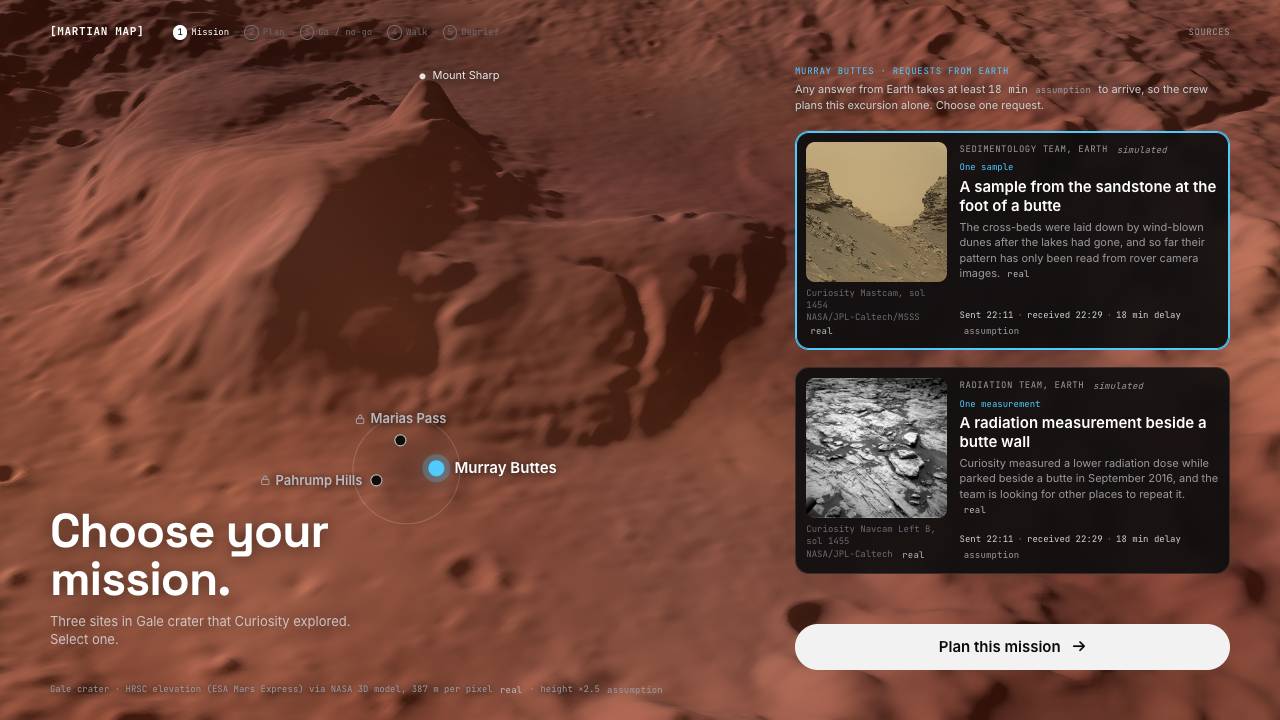 [MARTIAN MAP]
1 Mission
2 Plan
3 Go / no-go
4 Walk
5 Debrief
SOURCES
Mount Sharp
MURRAY BUTTES · REQUESTS FROM EARTH
Any answer from Earth takes at least 18 min assumption to arrive, so the crew
plans this excursion alone. Choose one request.
SEDIMENTOLOGY TEAM, EARTH simulated
One sample
A sample from the sandstone at the
foot of a butte
The cross-beds were laid down by wind-blown
dunes after the lakes had gone, and so far their
pattern has only been read from rover camera
images. real
Curiosity Mastcam, sol
1454
NASA/JPL-Caltech/MSSS
real
Sent 22:11 · received 22:29 · 18 min delay
assumption
RADIATION TEAM, EARTH simulated
One measurement
A radiation measurement beside a
butte wall
Curiosity measured a lower radiation dose while
parked beside a butte in September 2016, and the
team is looking for other places to repeat it.
real
Curiosity Navcam Left B,
sol 1455
NASA/JPL-Caltech real
Sent 22:11 · received 22:29 · 18 min delay
assumption
Marias Pass
Murray Buttes
Pahrump Hills
Choose your
mission.
Three sites in Gale crater that Curiosity explored.
Select one.
Plan this mission →
Gale crater · HRSC elevation (ESA Mars Express) via NASA 3D model, 387 m per pixel real · height ×2.5 assumption